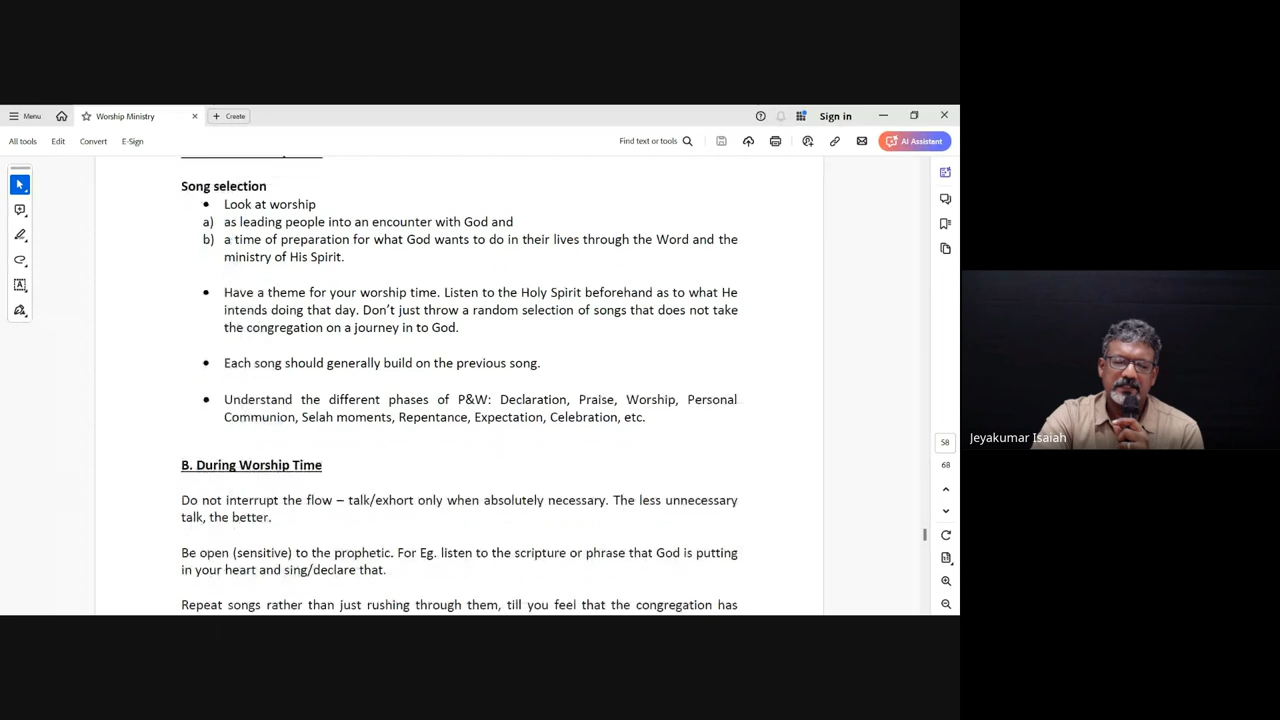 Menu
Worship Ministry
Create
Sign in
All tools
Edit
Convert
E-Sign
Find text or tools
AI Assistant
Song selection
• Look at worship
a) as leading people into an encounter with God and
b) a time of preparation for what God wants to do in their lives through the Word and the
ministry of His Spirit.
• Have a theme for your worship time. Listen to the Holy Spirit beforehand as to what He
intends doing that day. Don't just throw a random selection of songs that does not take
the congregation on a journey in to God.
• Each song should generally build on the previous song.
• Understand the different phases of P&W: Declaration, Praise, Worship, Personal
Communion, Selah moments, Repentance, Expectation, Celebration, etc.
B. During Worship Time
Do not interrupt the flow – talk/exhort only when absolutely necessary. The less unnecessary
talk, the better.
Be open (sensitive) to the prophetic. For Eg. listen to the scripture or phrase that God is putting
in your heart and sing/declare that.
Repeat songs rather than just rushing through them, till you feel that the congregation has
58
68
Jeyakumar Isaiah